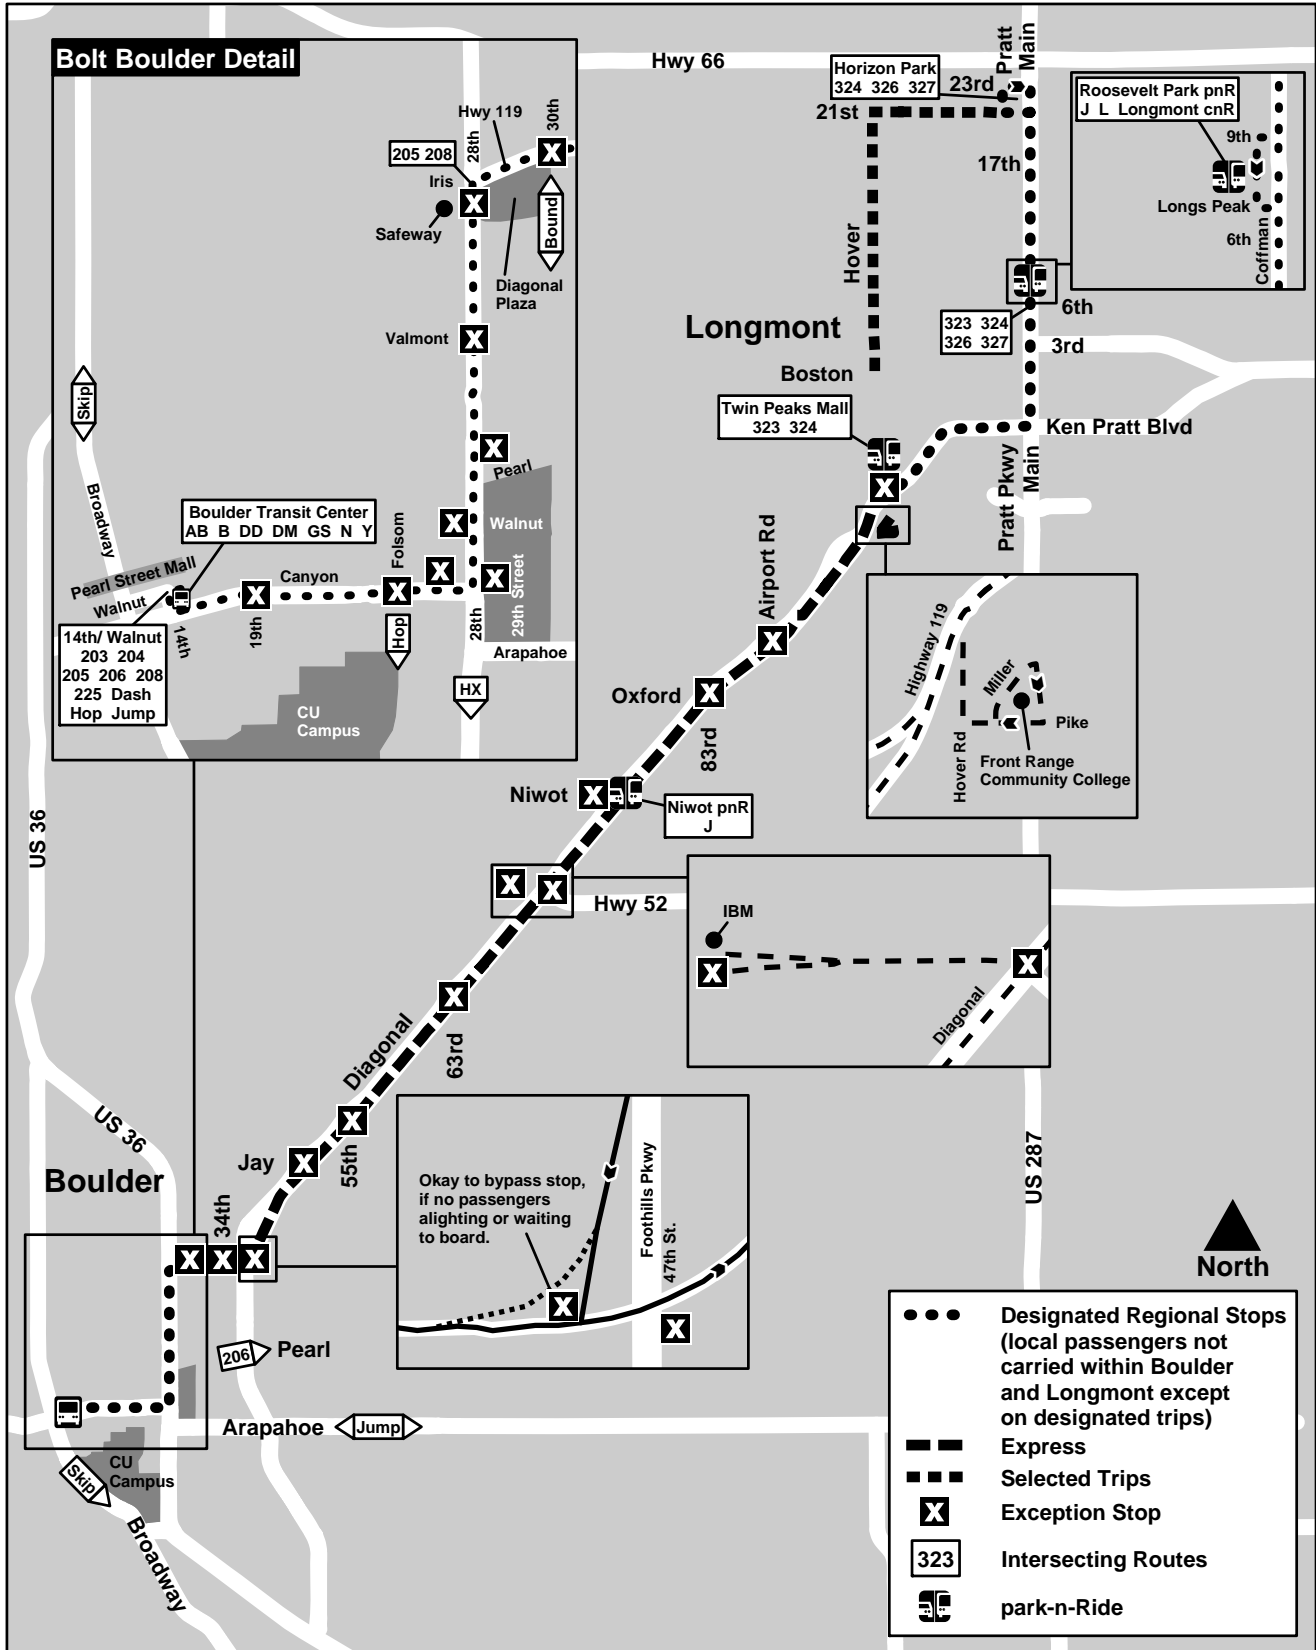 Bolt Boulder Detail
Hwy 119
30th
28th
205 208
Iris
Safeway
Bound
Diagonal
Plaza
Valmont
Skip
Pearl
Walnut
Broadway
Boulder Transit Center
AB B DD DM GS N Y
Folsom
Pearl Street Mall
Walnut
Canyon
29th Street
14th
19th
Hop
28th
Arapahoe
14th/ Walnut
203 204
205 206 208
225 Dash
Hop Jump
HX
CU
Campus
Hwy 66
Horizon Park
324 326 327
23rd
Pratt
Main
21st
17th
Roosevelt Park pnR
J L Longmont cnR
9th
Longs Peak
6th
Coffman
Hover
Longmont
6th
323 324
326 327
3rd
Boston
Twin Peaks Mall
323 324
Ken Pratt Blvd
Pratt Pkwy
Main
Airport Rd
Highway 119
Miller
Pike
Hover Rd
Front Range
Community College
Oxford
83rd
Niwot
Niwot pnR
J
US 36
Hwy 52
IBM
Diagonal
63rd
Diagonal
US 36
Jay
55th
Boulder
34th
Okay to bypass stop,
if no passengers
alighting or waiting
to board.
Foothills Pkwy
47th St.
US 287
North
206
Pearl
Arapahoe
Jump
CU
Campus
Skip
Broadway
Designated Regional Stops
(local passengers not
carried within Boulder
and Longmont except
on designated trips)
Express
Selected Trips
X Exception Stop
323 Intersecting Routes
park-n-Ride